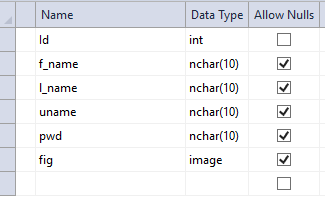 Name Data Type Allow Nulls
Id int
f_name nchar(10)
l_name nchar(10)
uname nchar(10)
pwd nchar(10)
fig image